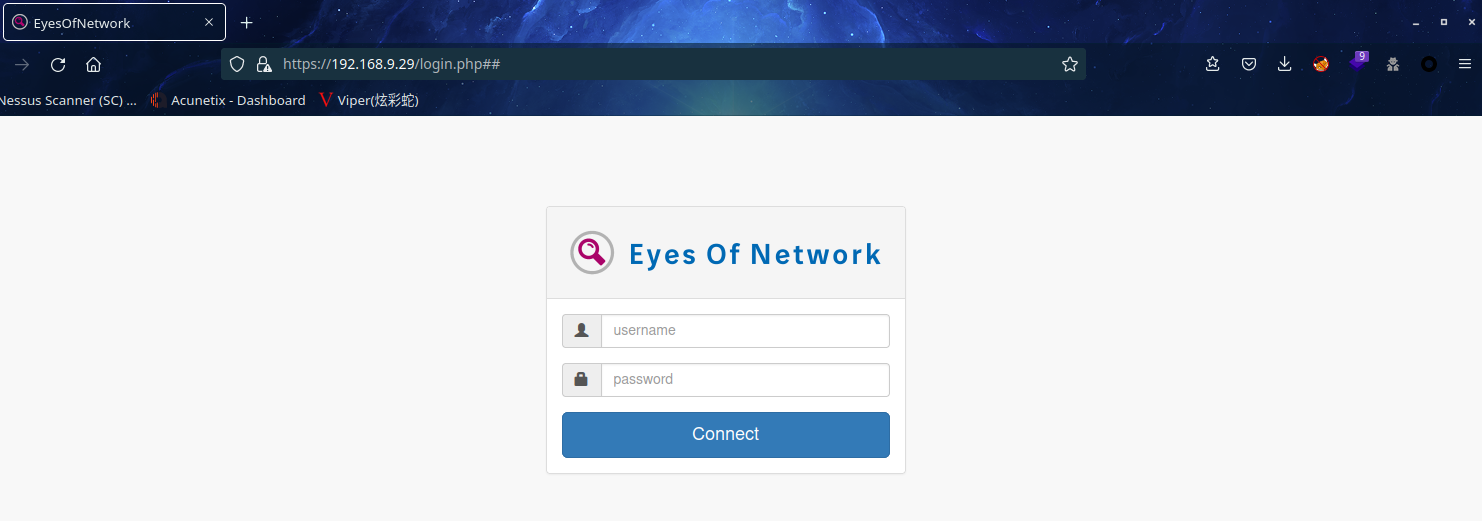 EyesOfNetwork
https://192.168.9.29/login.php##
9
Nessus Scanner (SC) ... Acunetix - Dashboard Viper(炫彩蛇)
Eyes Of Network
username
password
Connect